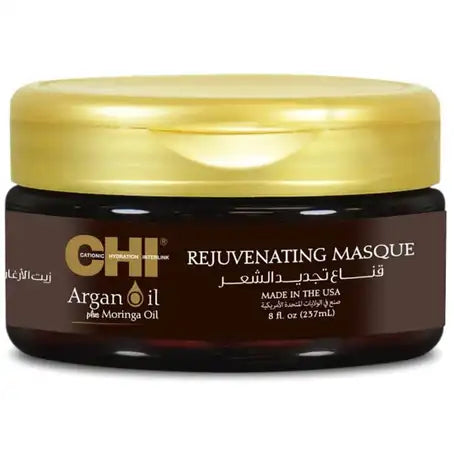 CHI®
CATIONIC HYDRATION INTERLINK
Argan Oil
plus Moringa Oil
REJUVENATING MASQUE
قناع تجديد الشعر
MADE IN THE USA
صنع في الولايات المتحدة الأمريكية
8 fl. oz (237mL)
زيت